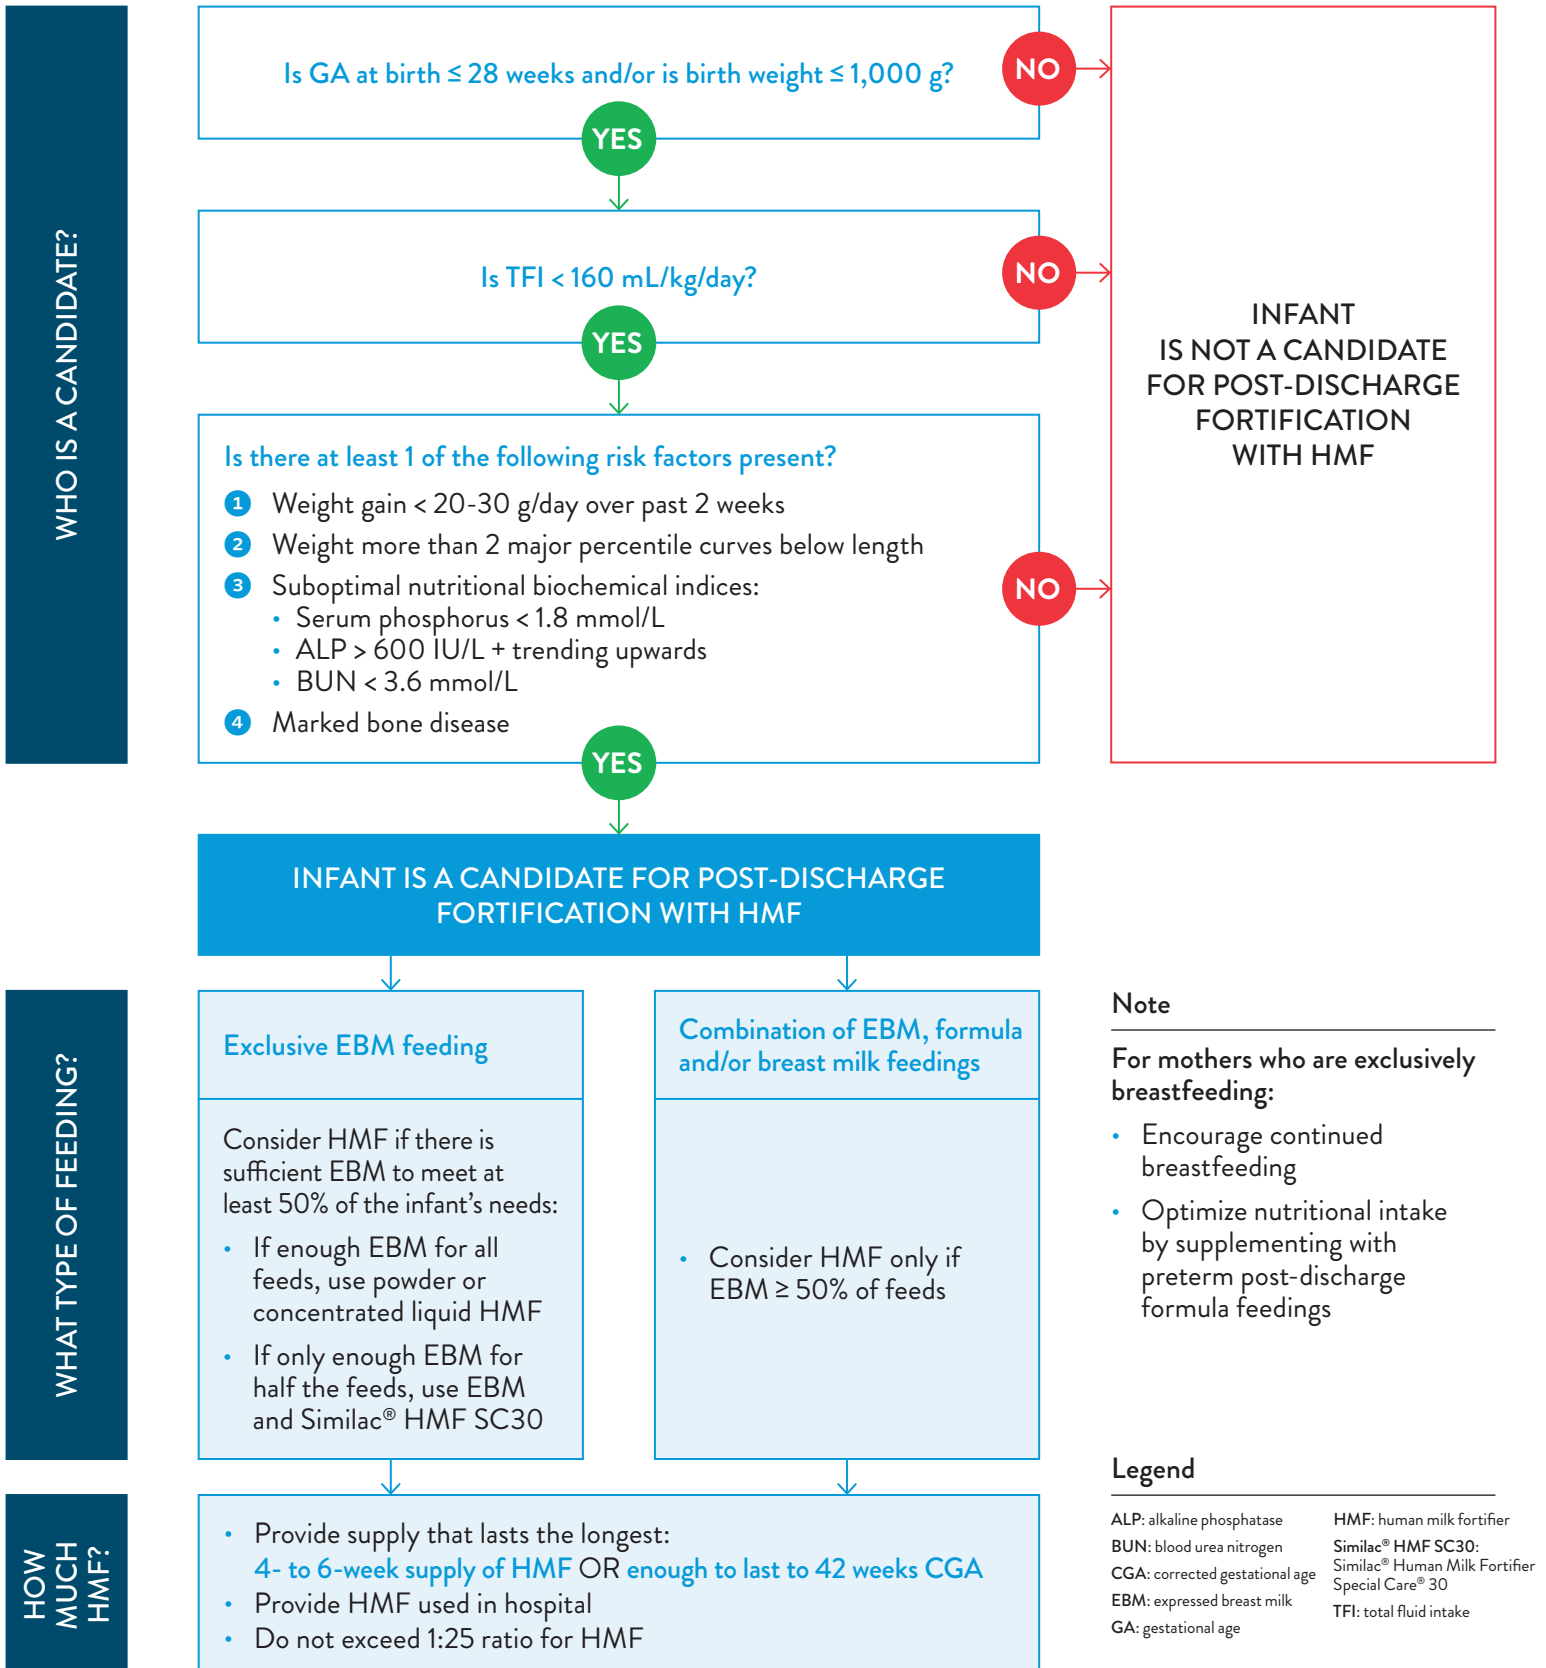 WHO IS A CANDIDATE?
Is GA at birth ≤ 28 weeks and/or is birth weight ≤ 1,000 g?
NO
YES
Is TFI < 160 mL/kg/day?
NO
YES
Is there at least 1 of the following risk factors present?
1 Weight gain < 20-30 g/day over past 2 weeks
2 Weight more than 2 major percentile curves below length
3 Suboptimal nutritional biochemical indices:
• Serum phosphorus < 1.8 mmol/L
• ALP > 600 IU/L + trending upwards
• BUN < 3.6 mmol/L
4 Marked bone disease
NO
YES
INFANT
IS NOT A CANDIDATE
FOR POST-DISCHARGE
FORTIFICATION
WITH HMF
INFANT IS A CANDIDATE FOR POST-DISCHARGE
FORTIFICATION WITH HMF
WHAT TYPE OF FEEDING?
Exclusive EBM feeding
Consider HMF if there is
sufficient EBM to meet at
least 50% of the infant's needs:
• If enough EBM for all
feeds, use powder or
concentrated liquid HMF
• If only enough EBM for
half the feeds, use EBM
and Similac® HMF SC30
Combination of EBM, formula
and/or breast milk feedings
• Consider HMF only if
EBM ≥ 50% of feeds
Note
For mothers who are exclusively
breastfeeding:
• Encourage continued
breastfeeding
• Optimize nutritional intake
by supplementing with
preterm post-discharge
formula feedings
HOW
MUCH
HMF?
• Provide supply that lasts the longest:
4- to 6-week supply of HMF OR enough to last to 42 weeks CGA
• Provide HMF used in hospital
• Do not exceed 1:25 ratio for HMF
Legend
ALP: alkaline phosphatase
BUN: blood urea nitrogen
CGA: corrected gestational age
EBM: expressed breast milk
GA: gestational age
HMF: human milk fortifier
Similac® HMF SC30:
Similac® Human Milk Fortifier
Special Care® 30
TFI: total fluid intake